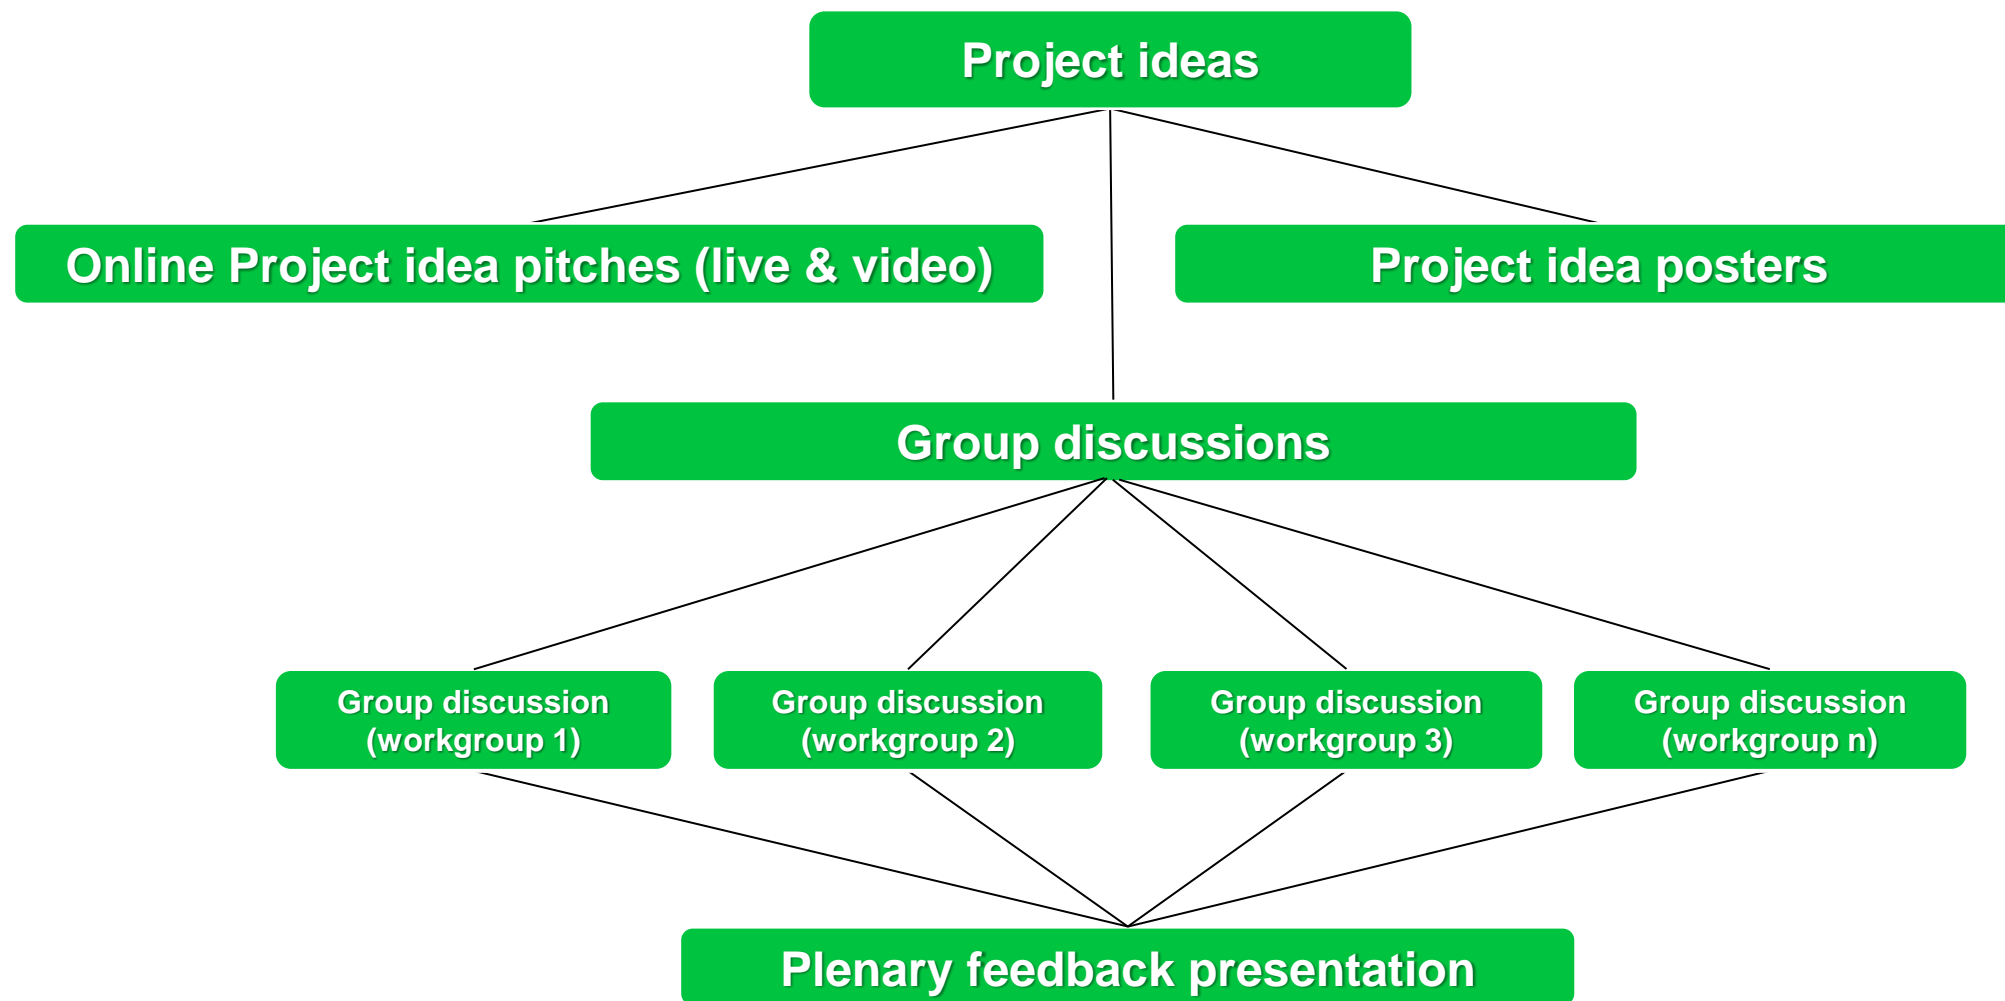 Project ideas
Online Project idea pitches (live & video)
Project idea posters
Group discussions
Group discussion
(workgroup 1)
Group discussion
(workgroup 2)
Group discussion
(workgroup 3)
Group discussion
(workgroup n)
Plenary feedback presentation